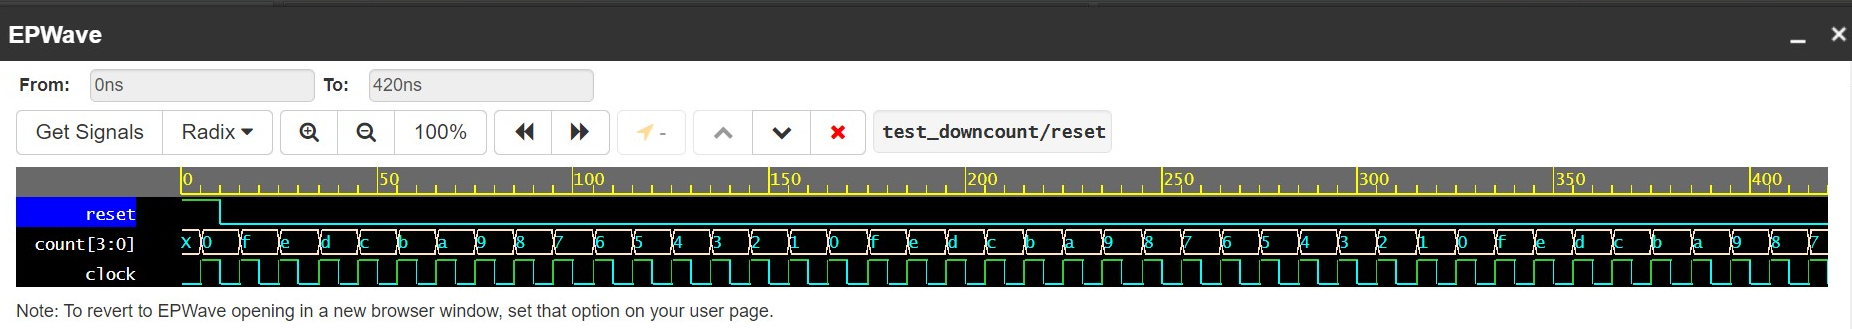 EPWave
From: 0ns To: 420ns
Get Signals Radix 100% - test_downcount/reset
0 50 100 150 200 250 300 350 400
reset
count[3:0] X 0 f e d c b a 9 8 7 6 5 4 3 2 1 0 f e d c b a 9 8 7 6 5 4 3 2 1 0 f e d c b a 9 8 7
clock
Note: To revert to EPWave opening in a new browser window, set that option on your user page.